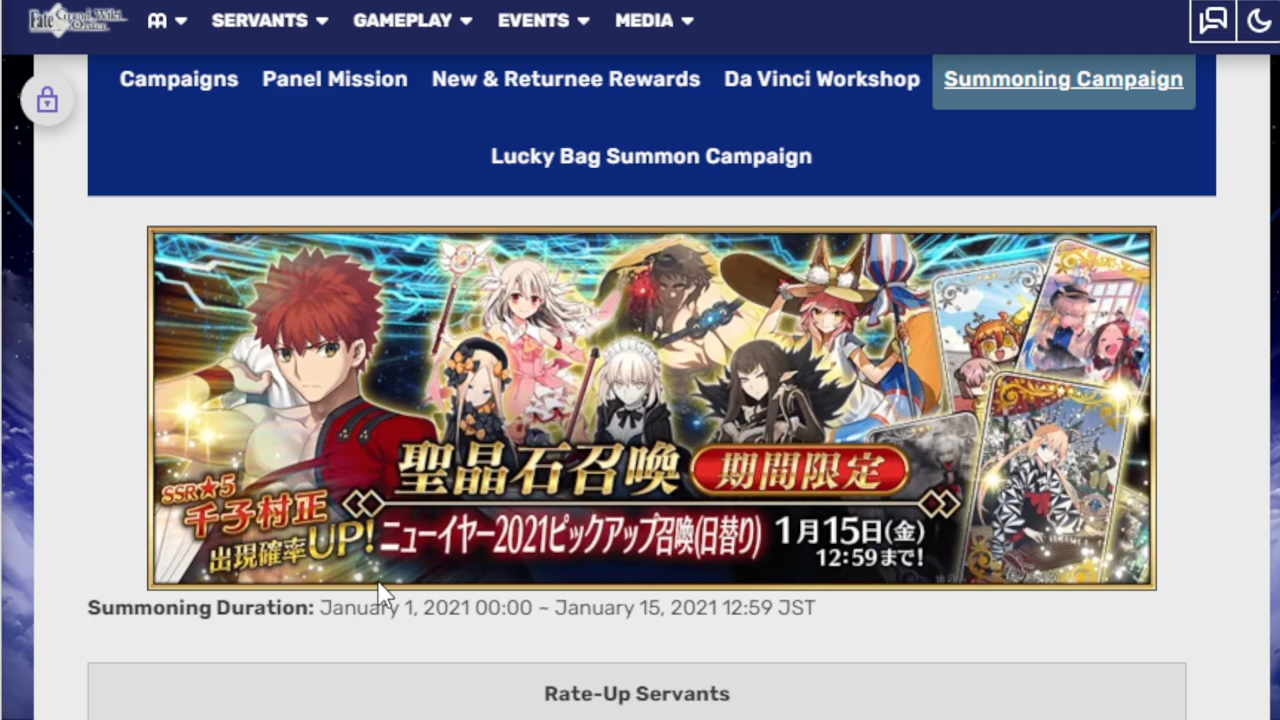 Fate Grand Order Wiki
SERVANTS GAMEPLAY EVENTS MEDIA
Campaigns Panel Mission New & Returnee Rewards Da Vinci Workshop Summoning Campaign
Lucky Bag Summon Campaign
聖晶石召喚 期間限定
SSR★5
千子村正
出現確率UP!
ニューイヤー2021ピックアップ召喚(日替り)
1月15日(金)
12:59まで!
Summoning Duration: January 1, 2021 00:00 ~ January 15, 2021 12:59 JST
Rate-Up Servants